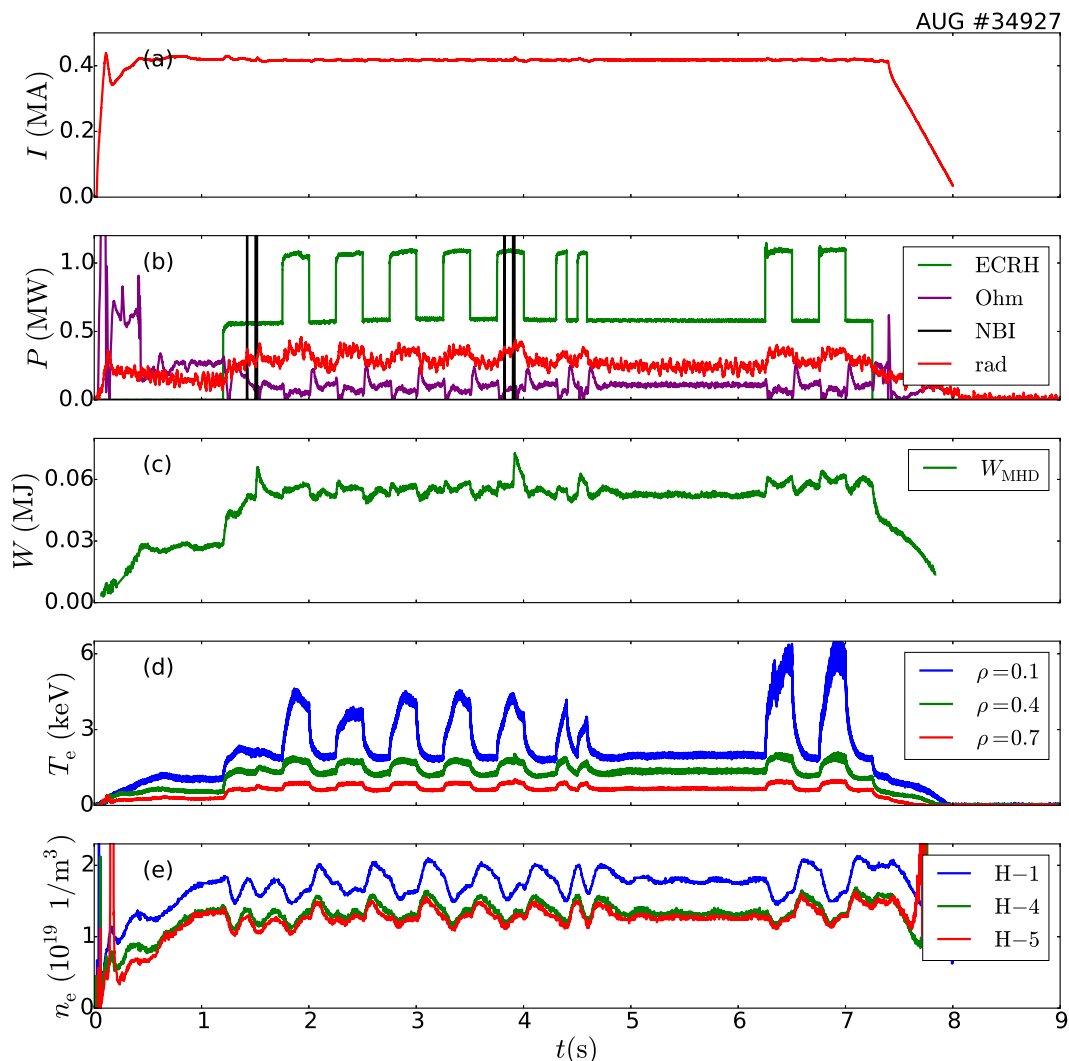 AUG #34927
(a)
I (MA)
0.4
0.2
0.0
(b)
P (MW)
1.0
0.5
0.0
ECRH
Ohm
NBI
rad
(c)
W (MJ)
0.06
0.03
0.00
W_MHD
(d)
T_e (keV)
6
3
0
ρ=0.1
ρ=0.4
ρ=0.7
(e)
n_e (10^19 1/m^3)
2
1
0
H−1
H−4
H−5
0 1 2 3 4 5 6 7 8 9
t(s)